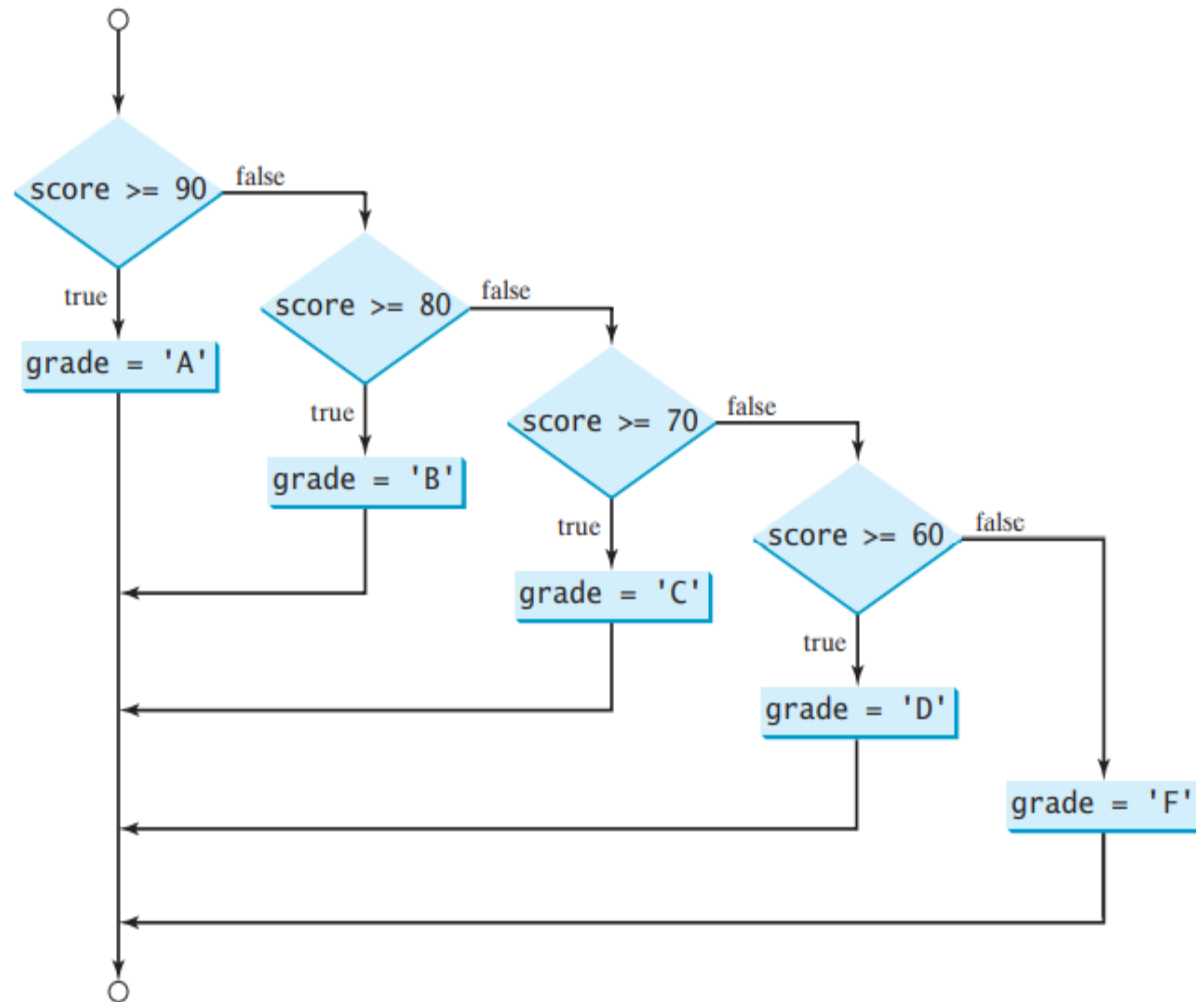 score >= 90
false
true
grade = 'A'
score >= 80
false
true
grade = 'B'
score >= 70
false
true
grade = 'C'
score >= 60
false
true
grade = 'D'
grade = 'F'